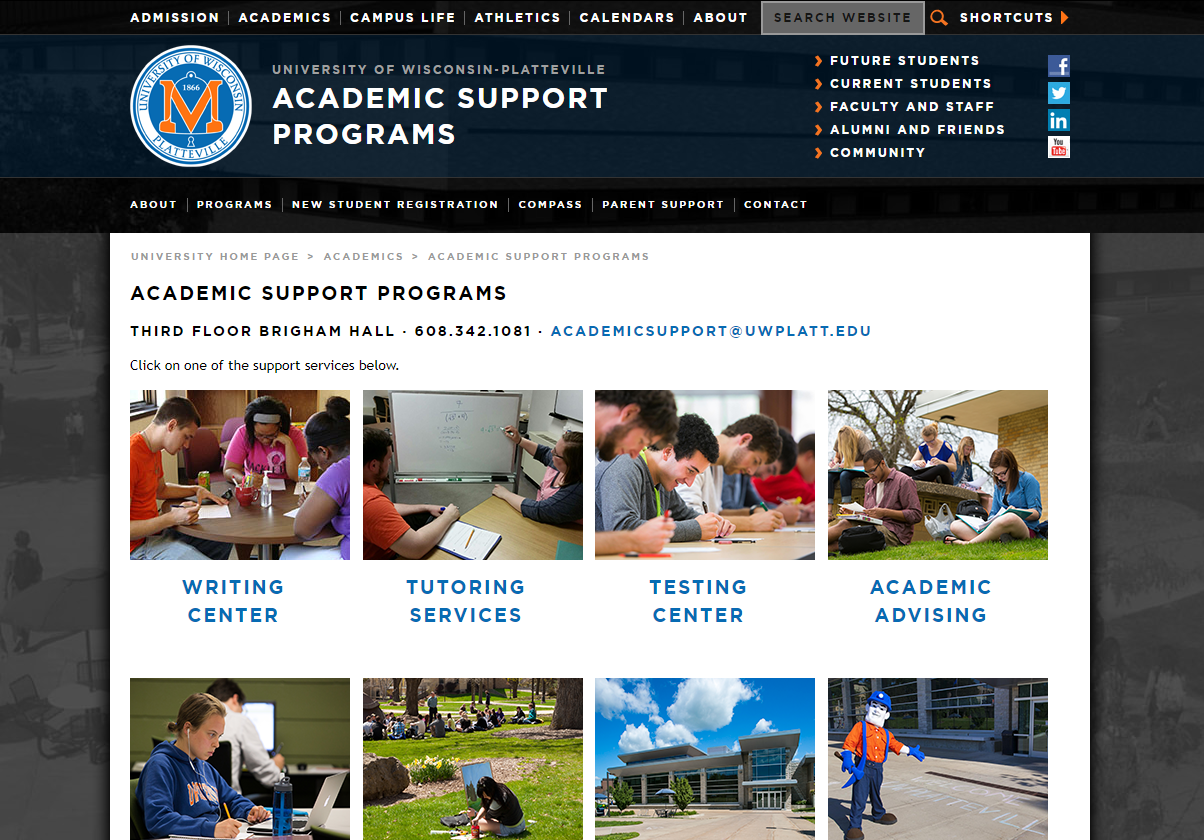 ADMISSION ACADEMICS CAMPUS LIFE ATHLETICS CALENDARS ABOUT SEARCH WEBSITE SHORTCUTS
UNIVERSITY OF WISCONSIN
1866
M
PLATTEVILLE
UNIVERSITY OF WISCONSIN-PLATTEVILLE
ACADEMIC SUPPORT
PROGRAMS
FUTURE STUDENTS
CURRENT STUDENTS
FACULTY AND STAFF
ALUMNI AND FRIENDS
COMMUNITY
f
in
You
Tube
ABOUT PROGRAMS NEW STUDENT REGISTRATION COMPASS PARENT SUPPORT CONTACT
UNIVERSITY HOME PAGE > ACADEMICS > ACADEMIC SUPPORT PROGRAMS
ACADEMIC SUPPORT PROGRAMS
THIRD FLOOR BRIGHAM HALL · 608.342.1081 · ACADEMICSUPPORT@UWPLATT.EDU
Click on one of the support services below.
WRITING
CENTER
TUTORING
SERVICES
TESTING
CENTER
ACADEMIC
ADVISING